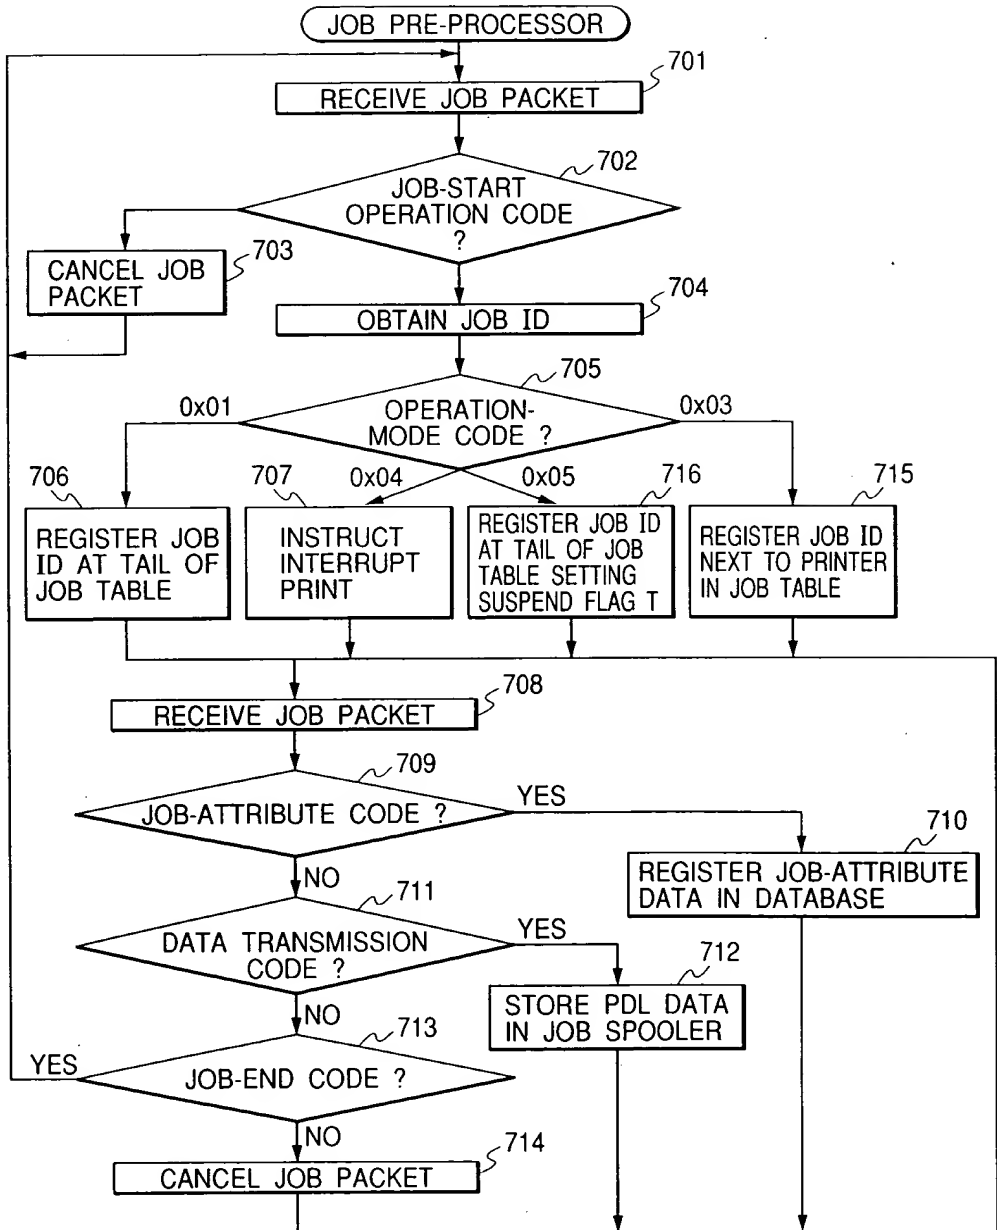 JOB PRE-PROCESSOR
701
RECEIVE JOB PACKET
702
JOB-START
OPERATION CODE
?
703
CANCEL JOB
PACKET
704
OBTAIN JOB ID
705
0x01
OPERATION-
MODE CODE ?
0x03
706
707
0x04
0x05
716
715
REGISTER JOB
ID AT TAIL OF
JOB TABLE
INSTRUCT
INTERRUPT
PRINT
REGISTER JOB ID
AT TAIL OF JOB
TABLE SETTING
SUSPEND FLAG T
REGISTER JOB ID
NEXT TO PRINTER
IN JOB TABLE
708
RECEIVE JOB PACKET
709
JOB-ATTRIBUTE CODE ?
YES
710
REGISTER JOB-ATTRIBUTE
DATA IN DATABASE
NO
711
DATA TRANSMISSION
CODE ?
YES
712
STORE PDL DATA
IN JOB SPOOLER
NO
713
YES
JOB-END CODE ?
NO
714
CANCEL JOB PACKET